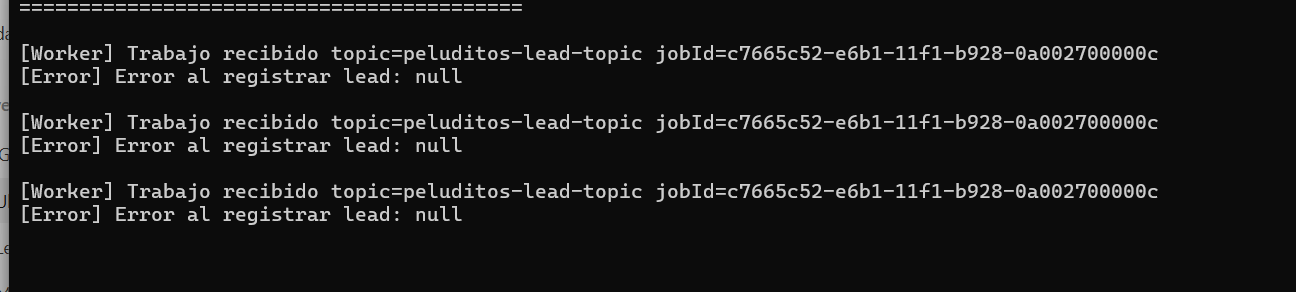 ==========================================
[Worker] Trabajo recibido topic=peluditos-lead-topic jobId=c7665c52-e6b1-11f1-b928-0a002700000c
[Error] Error al registrar lead: null
[Worker] Trabajo recibido topic=peluditos-lead-topic jobId=c7665c52-e6b1-11f1-b928-0a002700000c
[Error] Error al registrar lead: null
[Worker] Trabajo recibido topic=peluditos-lead-topic jobId=c7665c52-e6b1-11f1-b928-0a002700000c
[Error] Error al registrar lead: null